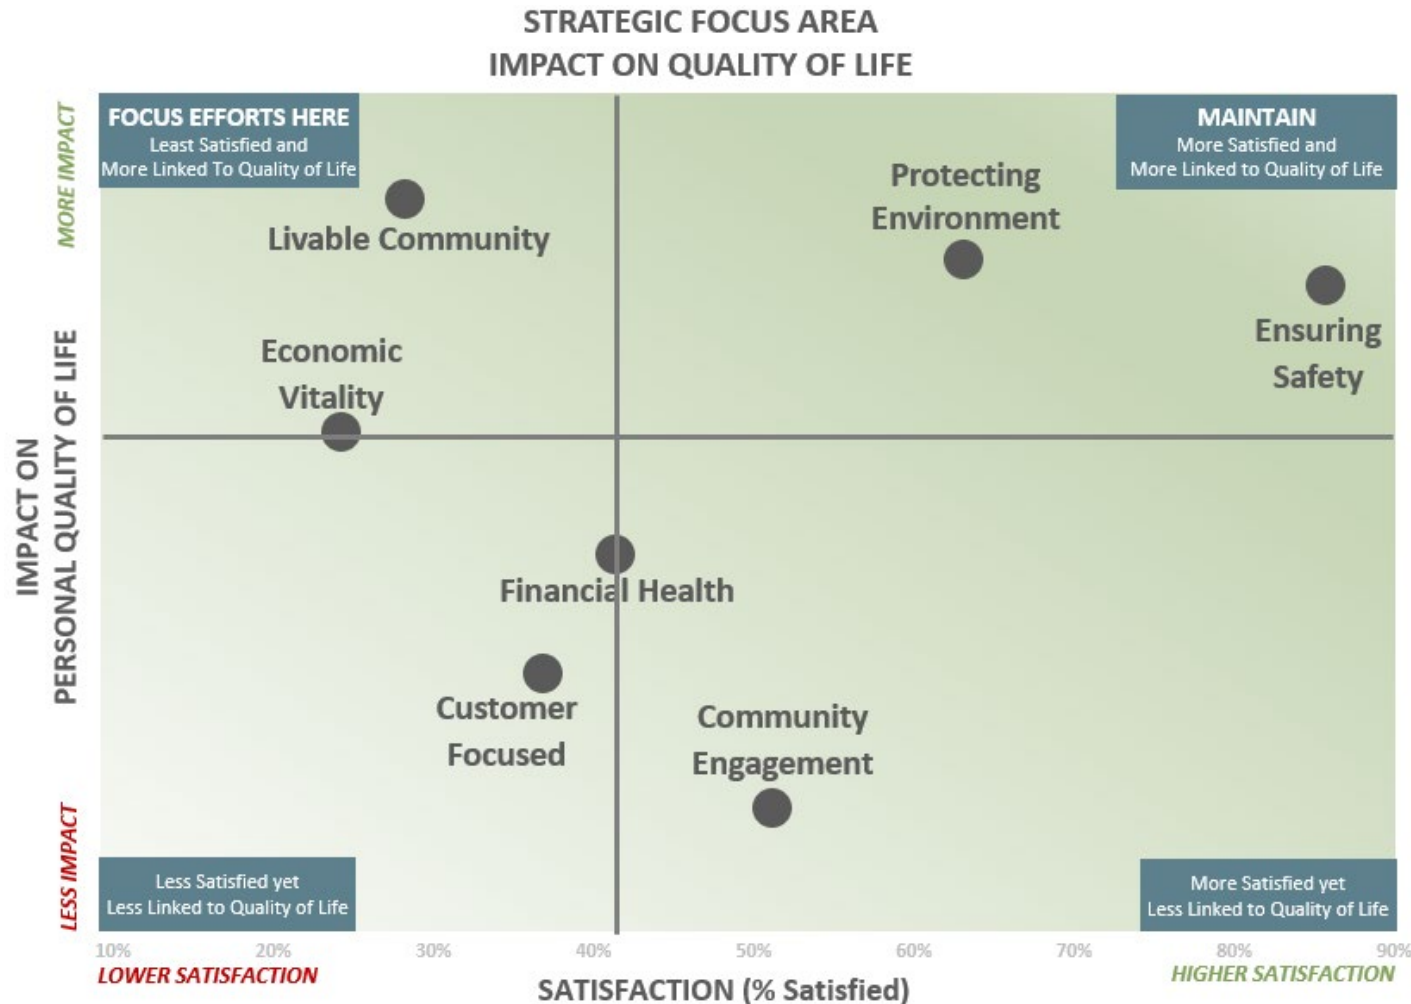 STRATEGIC FOCUS AREA
IMPACT ON QUALITY OF LIFE
MORE IMPACT
FOCUS EFFORTS HERE
Least Satisfied and
More Linked To Quality of Life
MAINTAIN
More Satisfied and
More Linked to Quality of Life
Livable Community
Protecting
Environment
Ensuring
Safety
Economic
Vitality
IMPACT ON
PERSONAL QUALITY OF LIFE
Financial Health
Customer
Focused
Community
Engagement
LESS IMPACT
Less Satisfied yet
Less Linked to Quality of Life
More Satisfied yet
Less Linked to Quality of Life
10% 20% 30% 40% 50% 60% 70% 80% 90%
LOWER SATISFACTION
HIGHER SATISFACTION
SATISFACTION (% Satisfied)